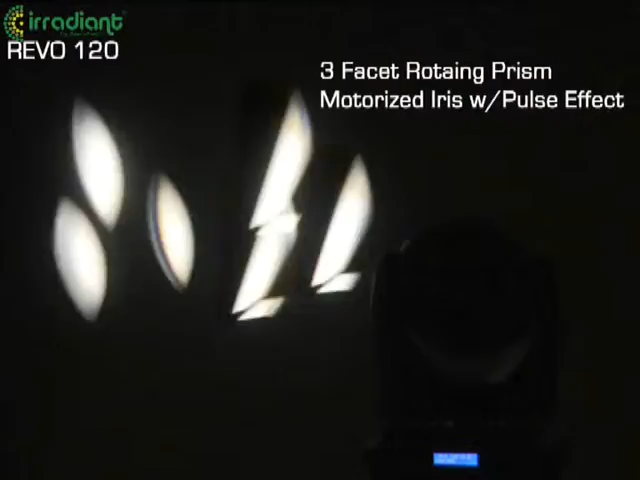 irradiant
REVO 120
3 Facet Rotaing Prism
Motorized Iris w/Pulse Effect